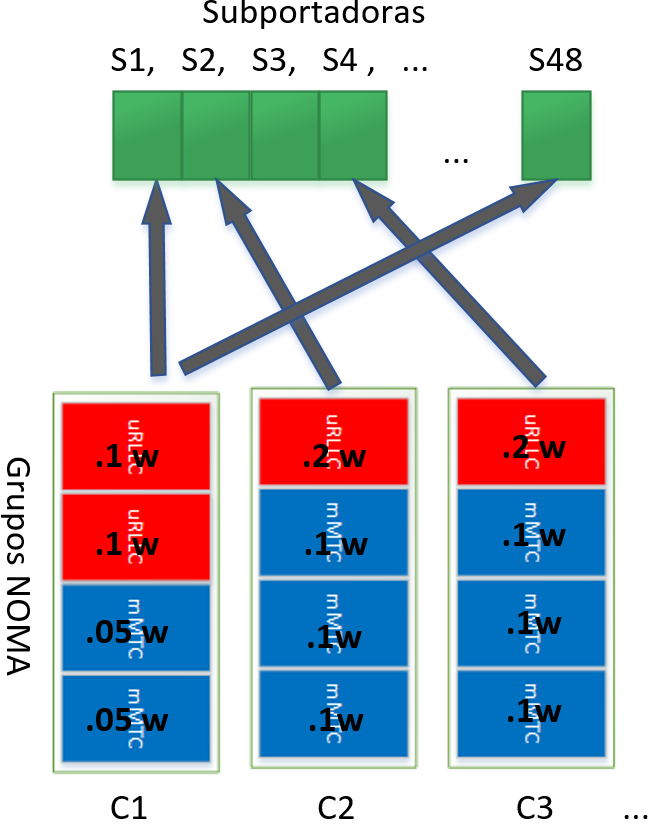 Subportadoras
S1, S2, S3, S4 , ... S48
...
Grupos NOMA
uRLLC .1 w
uRLLC .1 w
mMTC .05 w
mMTC .05 w
C1
uRLLC .2 w
mMTC .1 w
mMTC .1w
mMTC .1w
C2
uRLLC .2 w
mMTC .1 w
mMTC .1w
mMTC .1w
C3
...